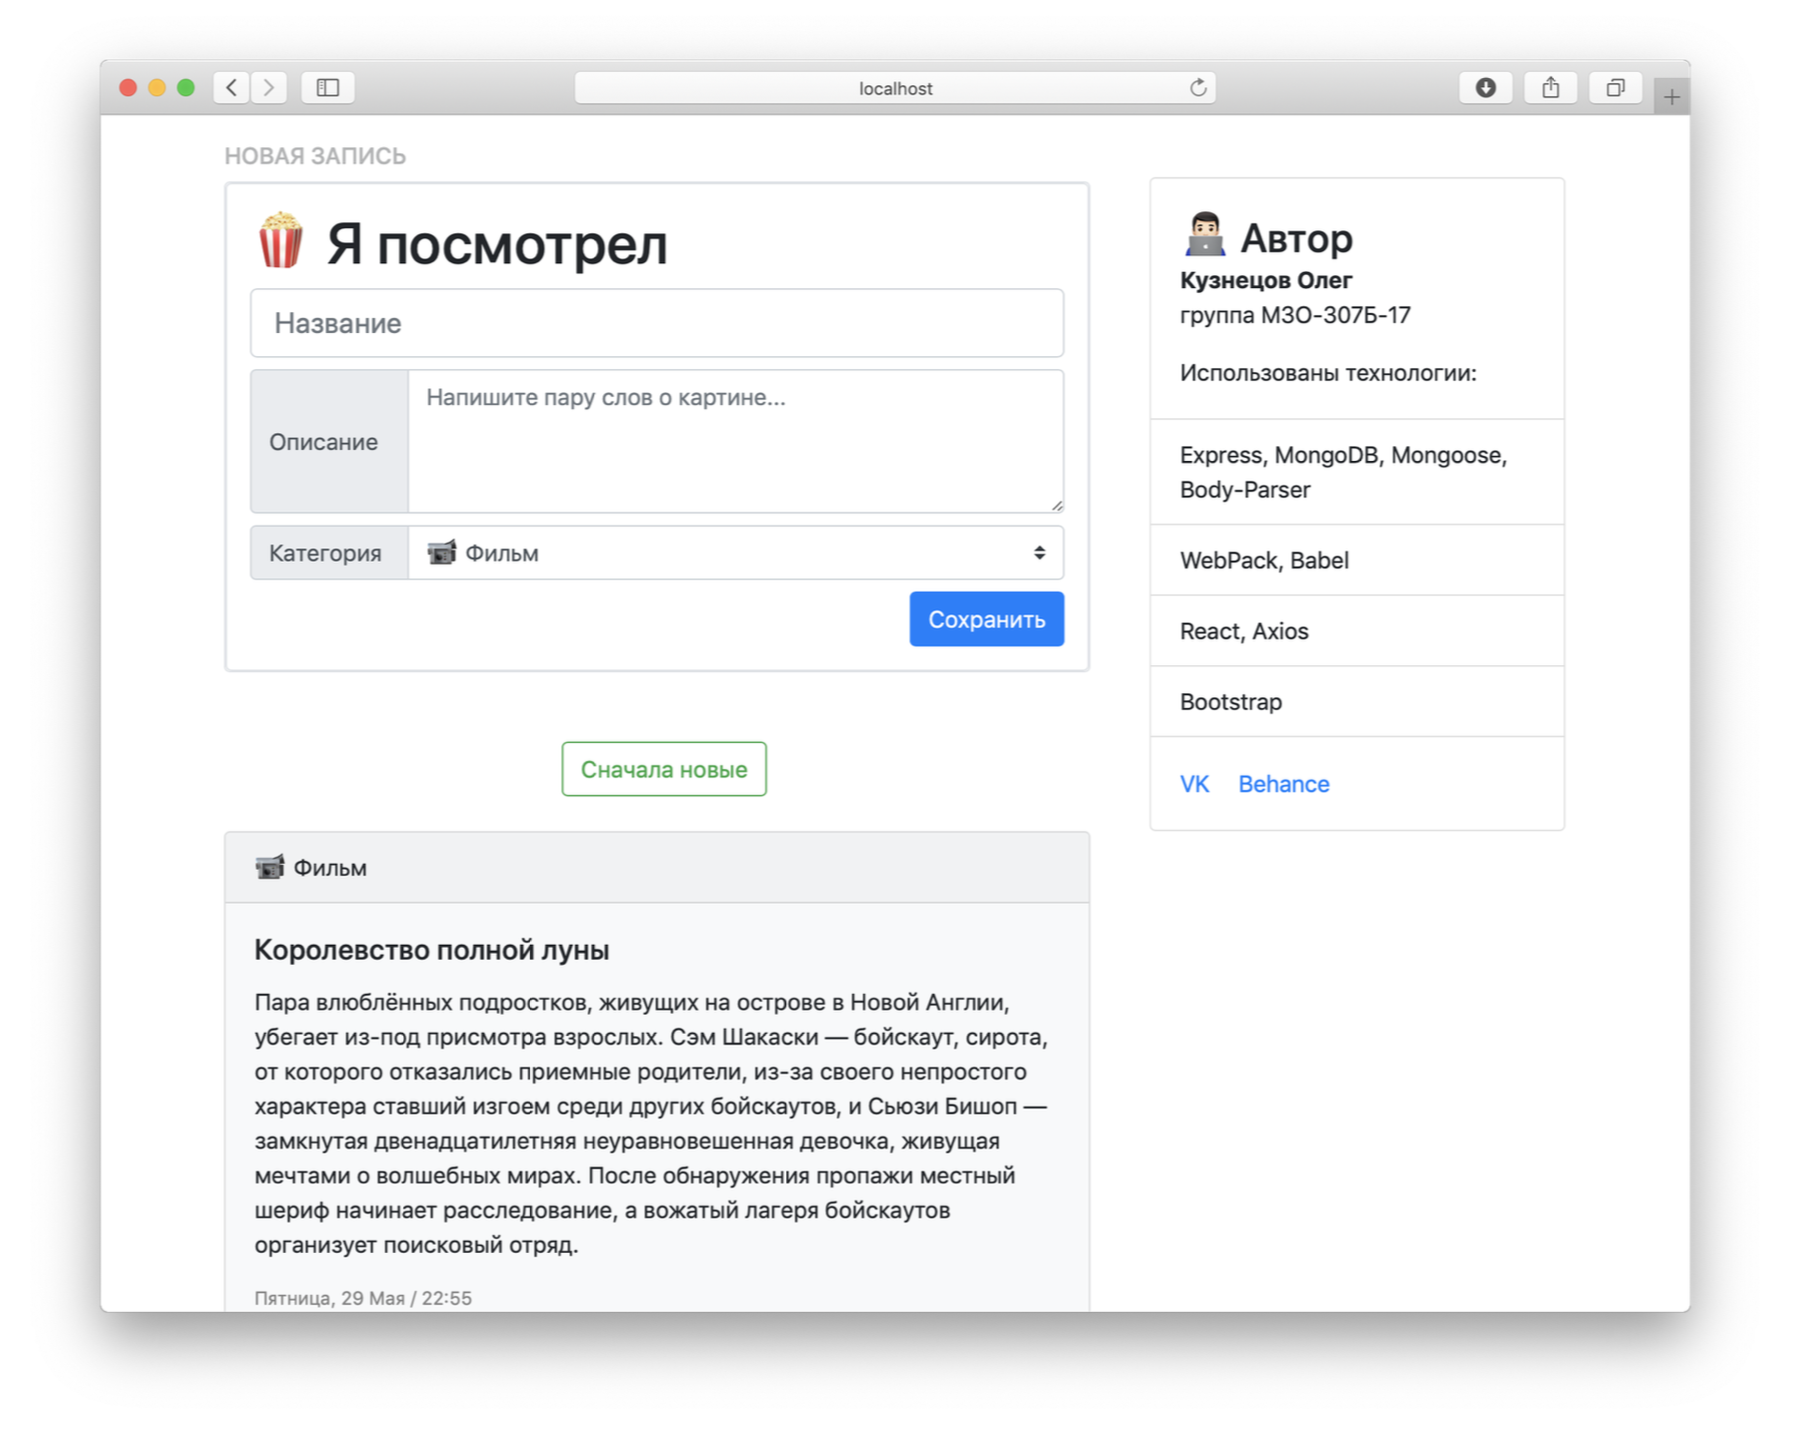 localhost
НОВАЯ ЗАПИСЬ
Я посмотрел
Название
Описание
Напишите пару слов о картине...
Категория
Фильм
Сохранить
Сначала новые
Фильм
Королевство полной луны
Пара влюблённых подростков, живущих на острове в Новой Англии,
убегает из-под присмотра взрослых. Сэм Шакаски — бойскаут, сирота,
от которого отказались приемные родители, из-за своего непростого
характера ставший изгоем среди других бойскаутов, и Сьюзи Бишоп —
замкнутая двенадцатилетняя неуравновешенная девочка, живущая
мечтами о волшебных мирах. После обнаружения пропажи местный
шериф начинает расследование, а вожатый лагеря бойскаутов
организует поисковый отряд.
Пятница, 29 Мая / 22:55
Автор
Кузнецов Олег
группа М3О-307Б-17
Использованы технологии:
Express, MongoDB, Mongoose,
Body-Parser
WebPack, Babel
React, Axios
Bootstrap
VK Behance